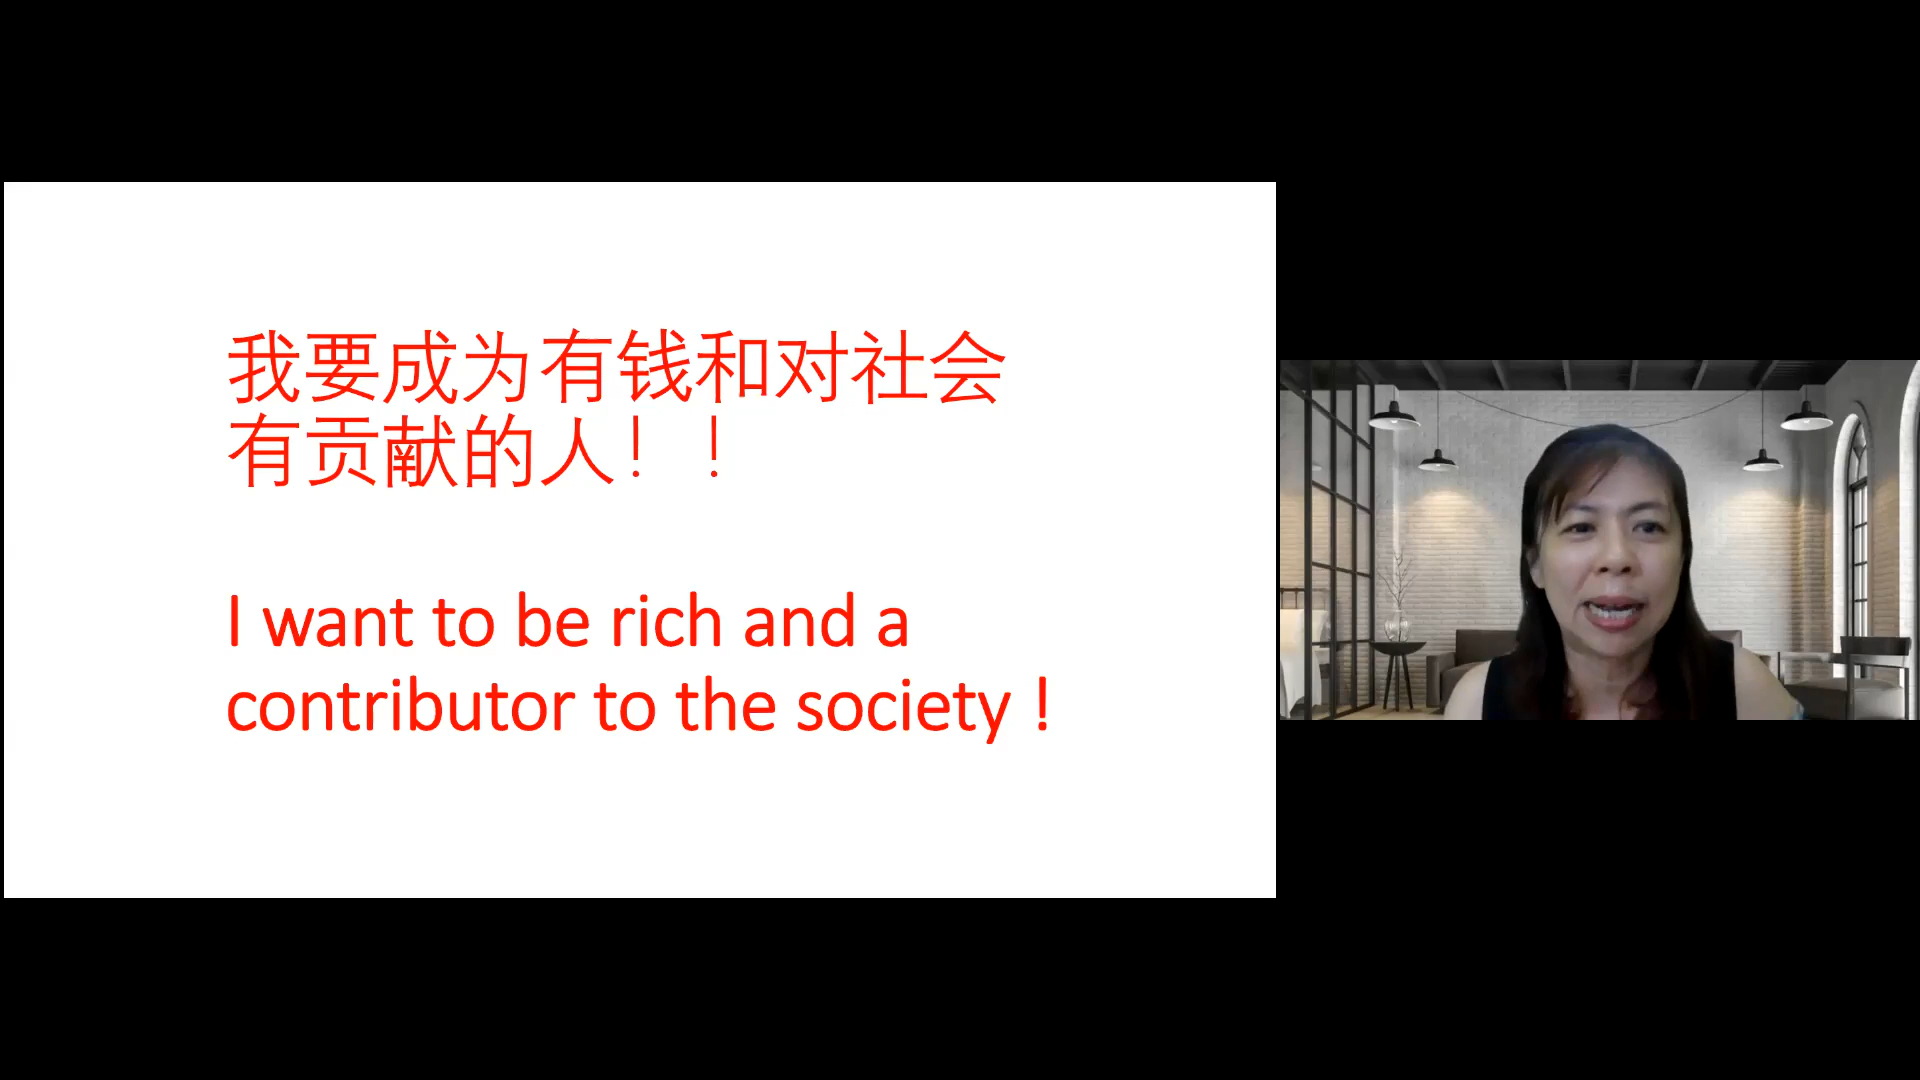 我要成为有钱和对社会
有贡献的人！！
I want to be rich and a
contributor to the society !